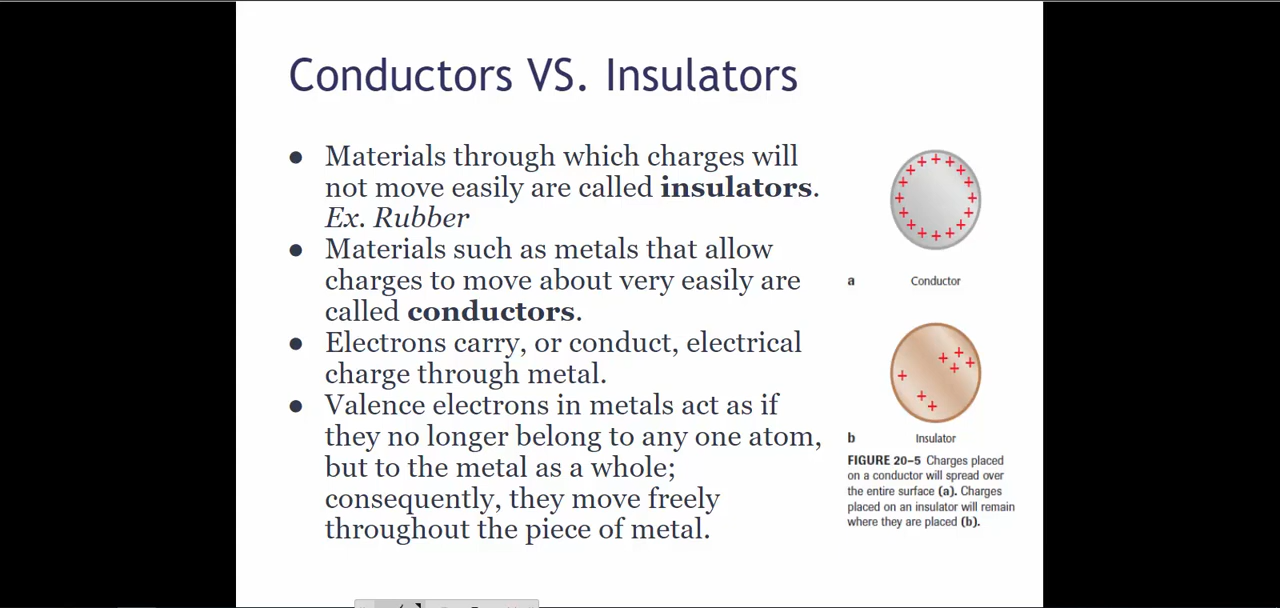 Conductors VS. Insulators
● Materials through which charges will
not move easily are called insulators.
Ex. Rubber
● Materials such as metals that allow
charges to move about very easily are
called conductors.
● Electrons carry, or conduct, electrical
charge through metal.
● Valence electrons in metals act as if
they no longer belong to any one atom,
but to the metal as a whole;
consequently, they move freely
throughout the piece of metal.
a Conductor
b Insulator
FIGURE 20–5 Charges placed
on a conductor will spread over
the entire surface (a). Charges
placed on an insulator will remain
where they are placed (b).